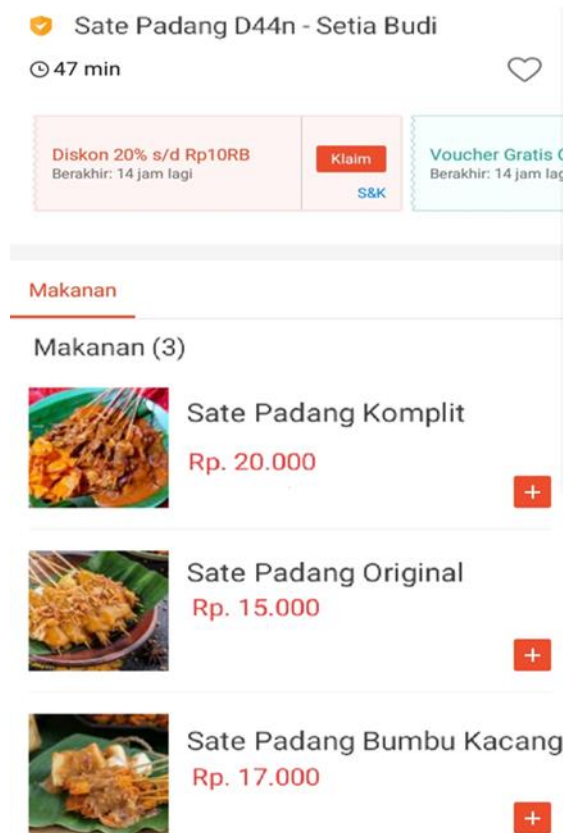 Sate Padang D44n - Setia Budi
47 min
Diskon 20% s/d Rp10RB
Berakhir: 14 jam lagi
Klaim
S&K
Voucher Gratis
Berakhir: 14 jam
Makanan
Makanan (3)
Sate Padang Komplit
Rp. 20.000
+
Sate Padang Original
Rp. 15.000
+
Sate Padang Bumbu Kacang
Rp. 17.000
+